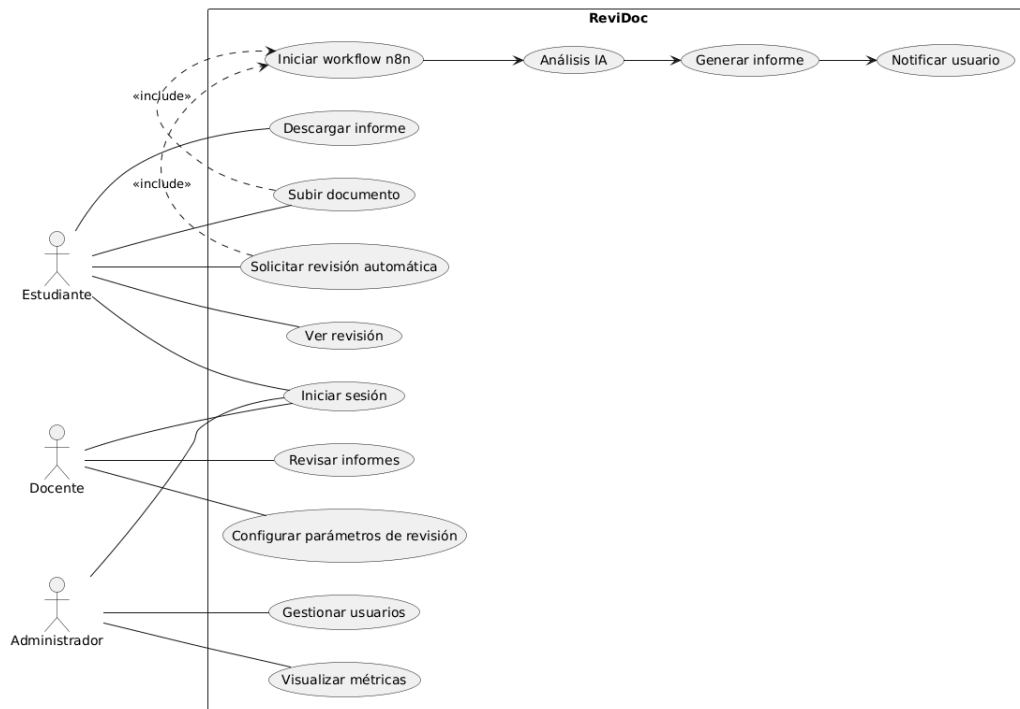 ReviDoc
Iniciar workflow n8n
Análisis IA
Generar informe
Notificar usuario
«include»
Descargar informe
«include»
Subir documento
Solicitar revisión automática
Estudiante
Ver revisión
Iniciar sesión
Revisar informes
Docente
Configurar parámetros de revisión
Gestionar usuarios
Administrador
Visualizar métricas